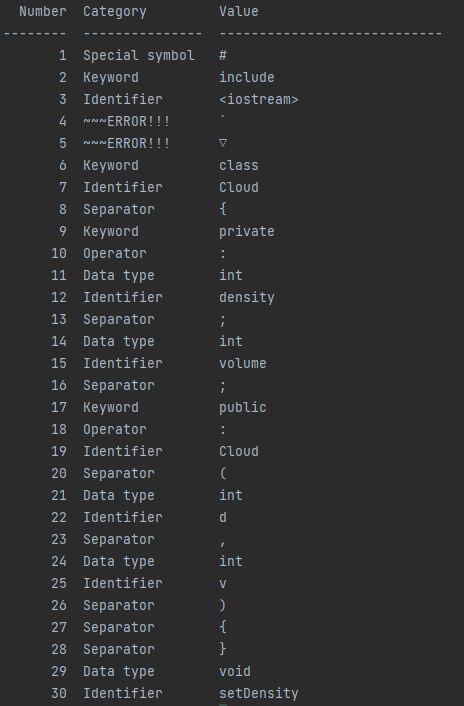 Number Category Value
-------- --------------- ----------------------------
1 Special symbol #
2 Keyword include
3 Identifier <iostream>
4 ~~~ERROR!!! `
5 ~~~ERROR!!! ▽
6 Keyword class
7 Identifier Cloud
8 Separator {
9 Keyword private
10 Operator :
11 Data type int
12 Identifier density
13 Separator ;
14 Data type int
15 Identifier volume
16 Separator ;
17 Keyword public
18 Operator :
19 Identifier Cloud
20 Separator (
21 Data type int
22 Identifier d
23 Separator ,
24 Data type int
25 Identifier v
26 Separator )
27 Separator {
28 Separator }
29 Data type void
30 Identifier setDensity